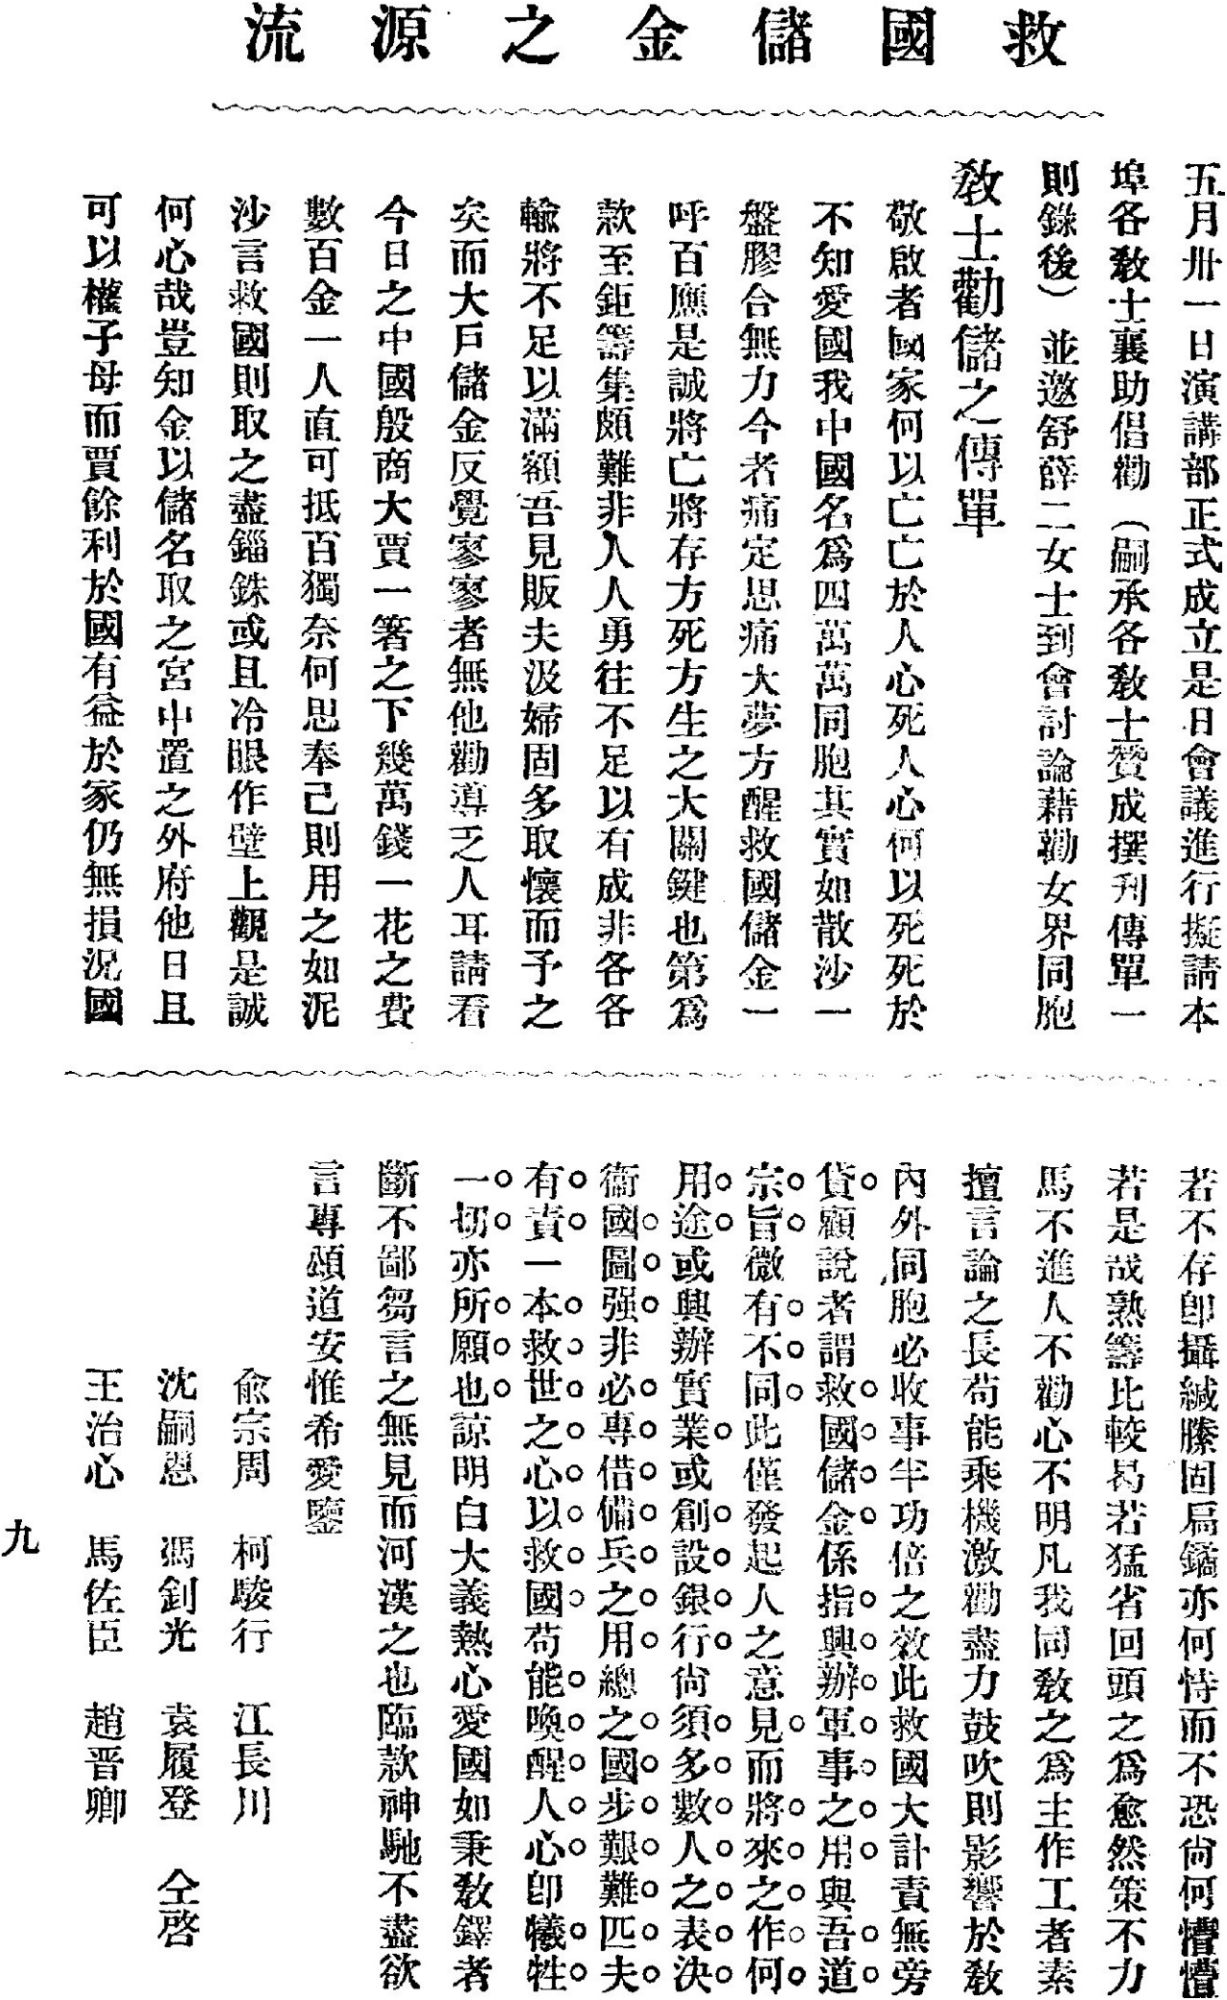 救國儲金之源流
五月卅一日演講部正式成立是日會議進行擬請本
埠各敎士襄助倡勸（嗣承各敎士贊成撰刋傳單一
則錄後）並邀舒薛二女士到會討論藉勸女界同胞
敎士勸儲之傳單
敬啟者國家何以亡亡於人心死人心何以死死於
不知愛國我中國名爲四萬萬同胞其實如散沙一
盤膠合無力今者痛定思痛大夢方醒救國儲金一
呼百應是誠將亡將存方死方生之大關鍵也第爲
款至鉅籌集頗難非人人勇往不足以有成非各各
輸將不足以滿額吾見販夫汲婦固多取懷而予之
矣而大戶儲金反覺寥寥者無他勸導乏人耳請看
今日之中國殷商大賈一箸之下幾萬錢一花之費
數百金一人直可抵百獨奈何思奉己則用之如泥
沙言救國則取之盡錙銖或且冷眼作壁上觀是誠
何心哉豈知金以儲名取之宮中置之外府他日且
可以權子母而賈餘利於國有益於家仍無損況國
若不存卽攝緘縢固扃鐍亦何恃而不恐尙何懵懵
若是哉熟籌比較曷若猛省回頭之爲愈然策不力
馬不進人不勸心不明凡我同敎之爲主作工者素
擅言論之長苟能乘機激勸盡力鼓吹則影響於敎
內外同胞必收事半功倍之效此救國大計責無旁
貸顧說者謂救國儲金係指興辦軍事之用與吾道
宗旨微有不同此僅發起人之意見而將來之作何
用途或興辦實業或創設銀行尙須多數人之表決
衞國圖强非必專借備兵之用總之國步艱難匹夫
有責一本救世之心以救國苟能喚醒人心卽犧牲
一切亦所願也諒明白大義熱心愛國如秉敎鐸者
斷不鄙芻言之無見而河漢之也臨款神馳不盡欲
言專頌道安惟希愛鑒
俞宗周　柯駿行　江長川
沈嗣恩　馮釗光　袁履登　仝啓
王治心　馬佐臣　趙晋卿
九